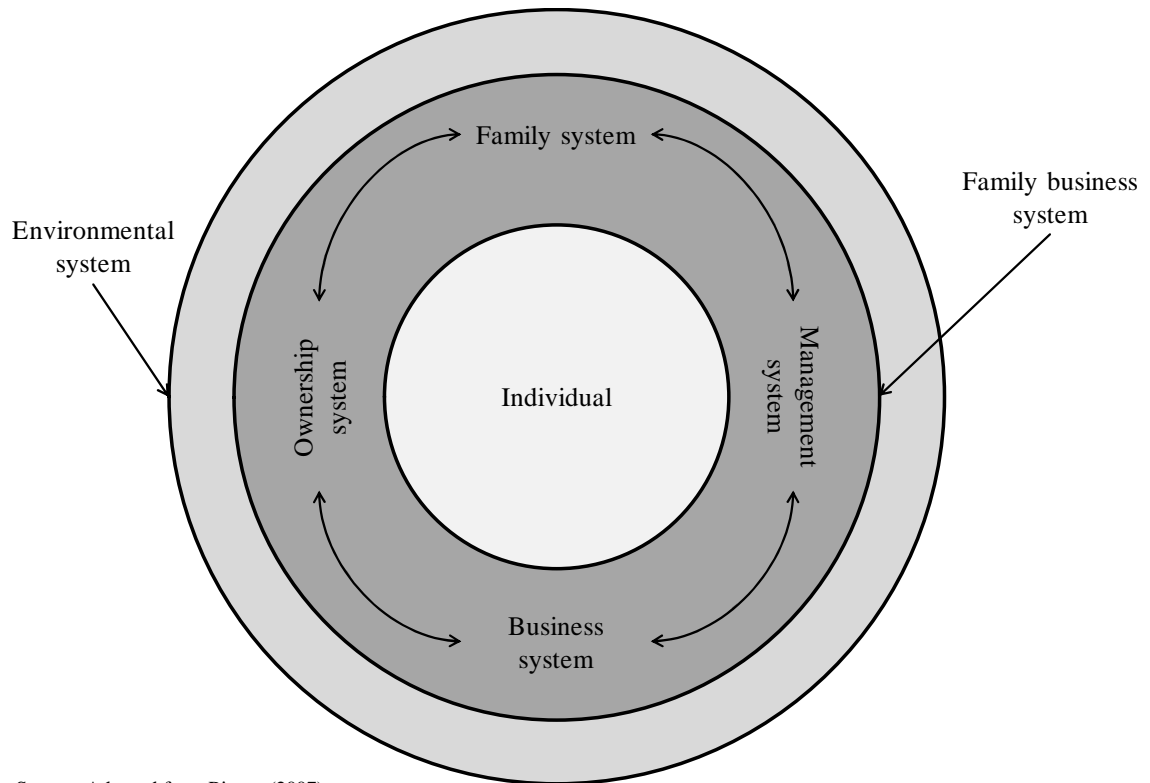 Family system
Family business
system
Environmental
system
Ownership
system
Individual
Management
system
Business
system